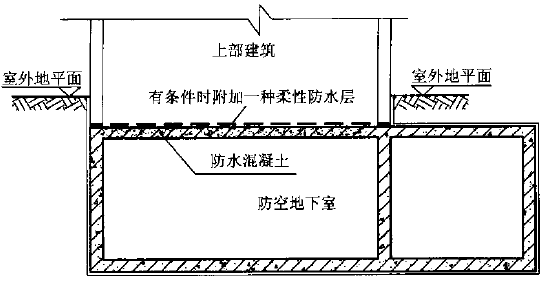 上部建筑
室外地平面
室外地平面
有条件时附加一种柔性防水层
防水混凝土
防空地下室